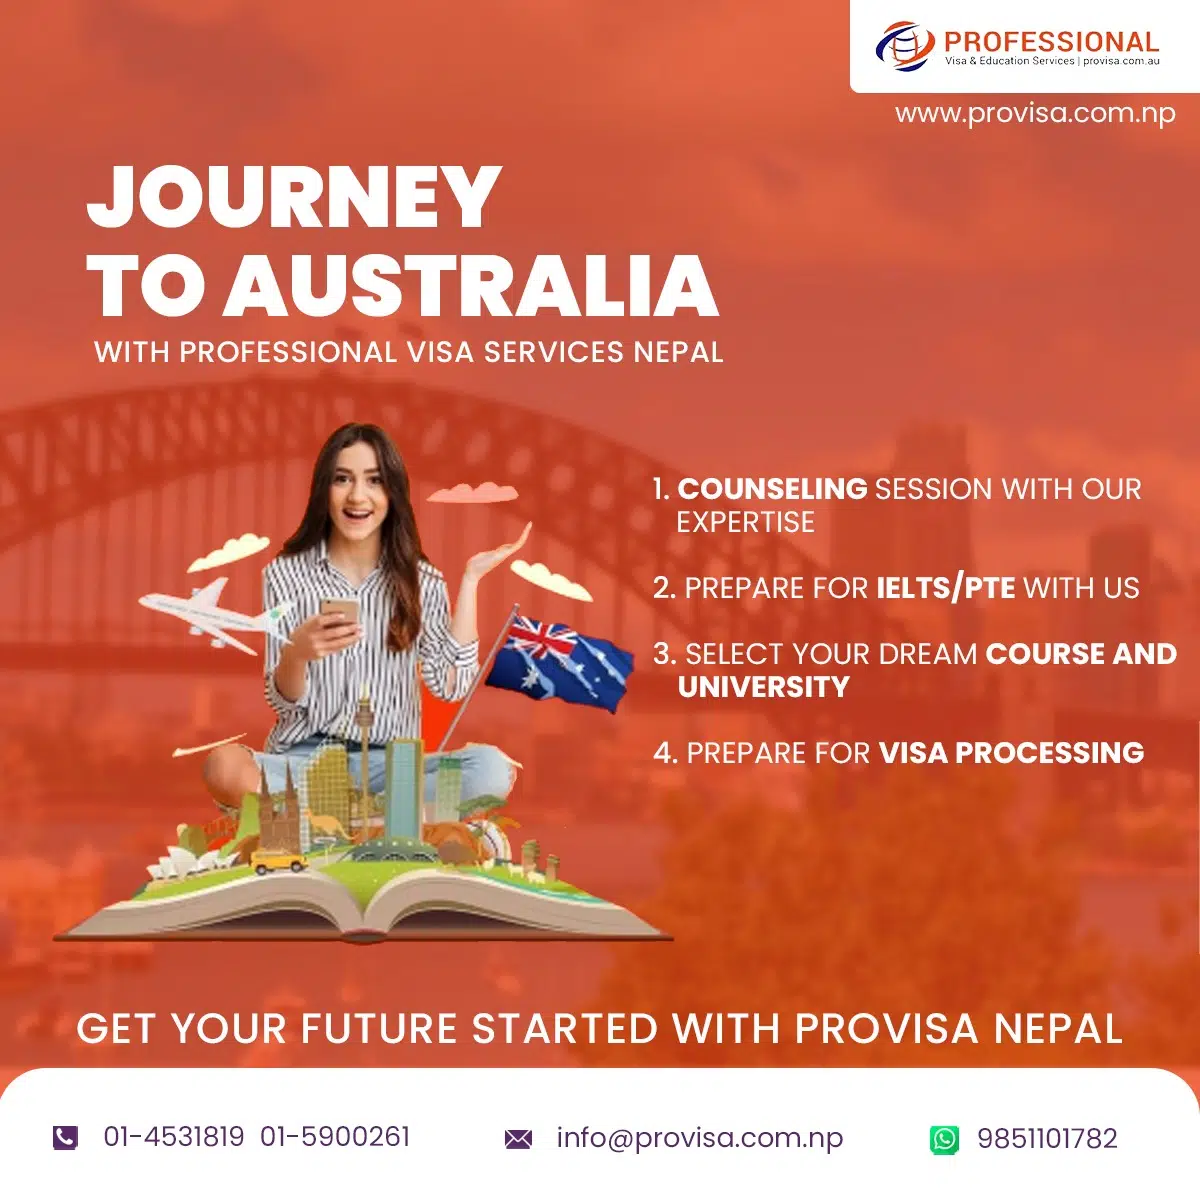 PROFESSIONAL
Visa & Education Services | provisa.com.au
www.provisa.com.np
JOURNEY
TO AUSTRALIA
WITH PROFESSIONAL VISA SERVICES NEPAL
1. COUNSELING SESSION WITH OUR
EXPERTISE
2. PREPARE FOR IELTS/PTE WITH US
3. SELECT YOUR DREAM COURSE AND
UNIVERSITY
4. PREPARE FOR VISA PROCESSING
GET YOUR FUTURE STARTED WITH PROVISA NEPAL
01-4531819 01-5900261
info@provisa.com.np
9851101782